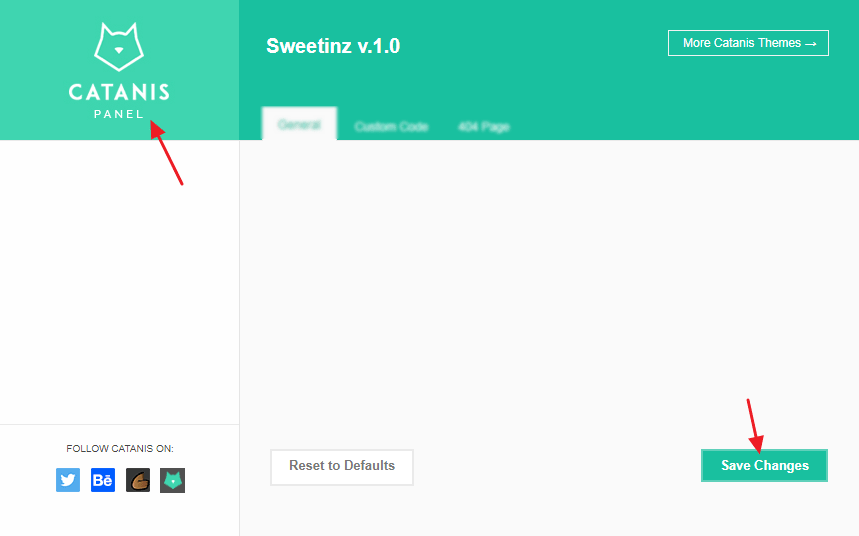 CATANIS
PANEL
Sweetinz v.1.0
More Catanis Themes →
General
Custom Code
404 Page
FOLLOW CATANIS ON:
Bē
Reset to Defaults
Save Changes